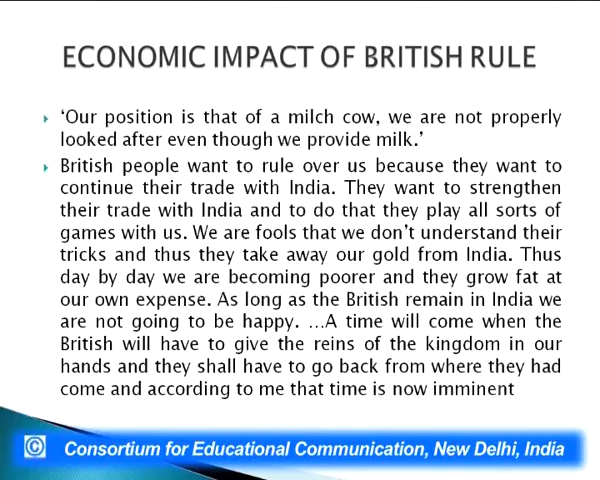 ECONOMIC IMPACT OF BRITISH RULE
‘Our position is that of a milch cow, we are not properly
looked after even though we provide milk.’
British people want to rule over us because they want to
continue their trade with India. They want to strengthen
their trade with India and to do that they play all sorts of
games with us. We are fools that we don’t understand their
tricks and thus they take away our gold from India. Thus
day by day we are becoming poorer and they grow fat at
our own expense. As long as the British remain in India we
are not going to be happy. …A time will come when the
British will have to give the reins of the kingdom in our
hands and they shall have to go back from where they had
come and according to me that time is now imminent
© Consortium for Educational Communication, New Delhi, India